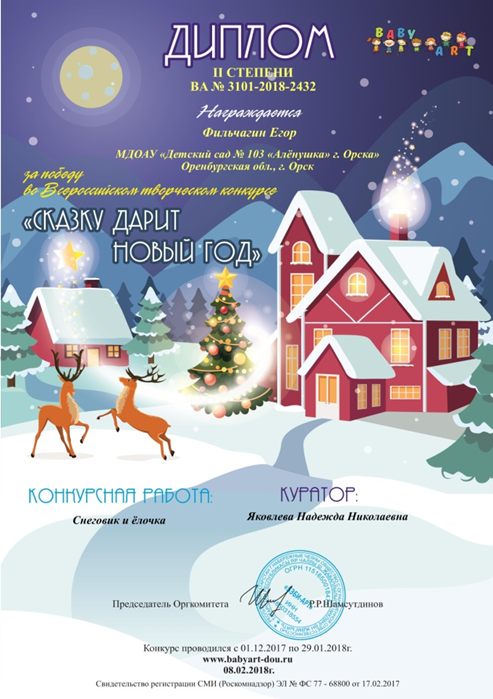 ДИПЛОМ
BABY
ART
II СТЕПЕНИ
ВА № 3101-2018-2432
Награждается
Фильчагин Егор
МДОАУ «Детский сад № 103 «Алёнушка» г. Орска»
Оренбургская обл., г. Орск
за победу
во Всероссийском творческом конкурсе
«СКАЗКУ ДАРИТ
НОВЫЙ ГОД»
КОНКУРСНАЯ РАБОТА:
Снеговик и ёлочка
КУРАТОР:
Яковлева Надежда Николаевна
Председатель Оргкомитета
Р.Р.Шамсутдинов
Конкурс проводился с 01.12.2017 по 29.01.2018г.
www.babyart-dou.ru
08.02.2018г.
Свидетельство регистрации СМИ (Роскомнадзор) ЭЛ № ФС 77 - 68800 от 17.02.2017